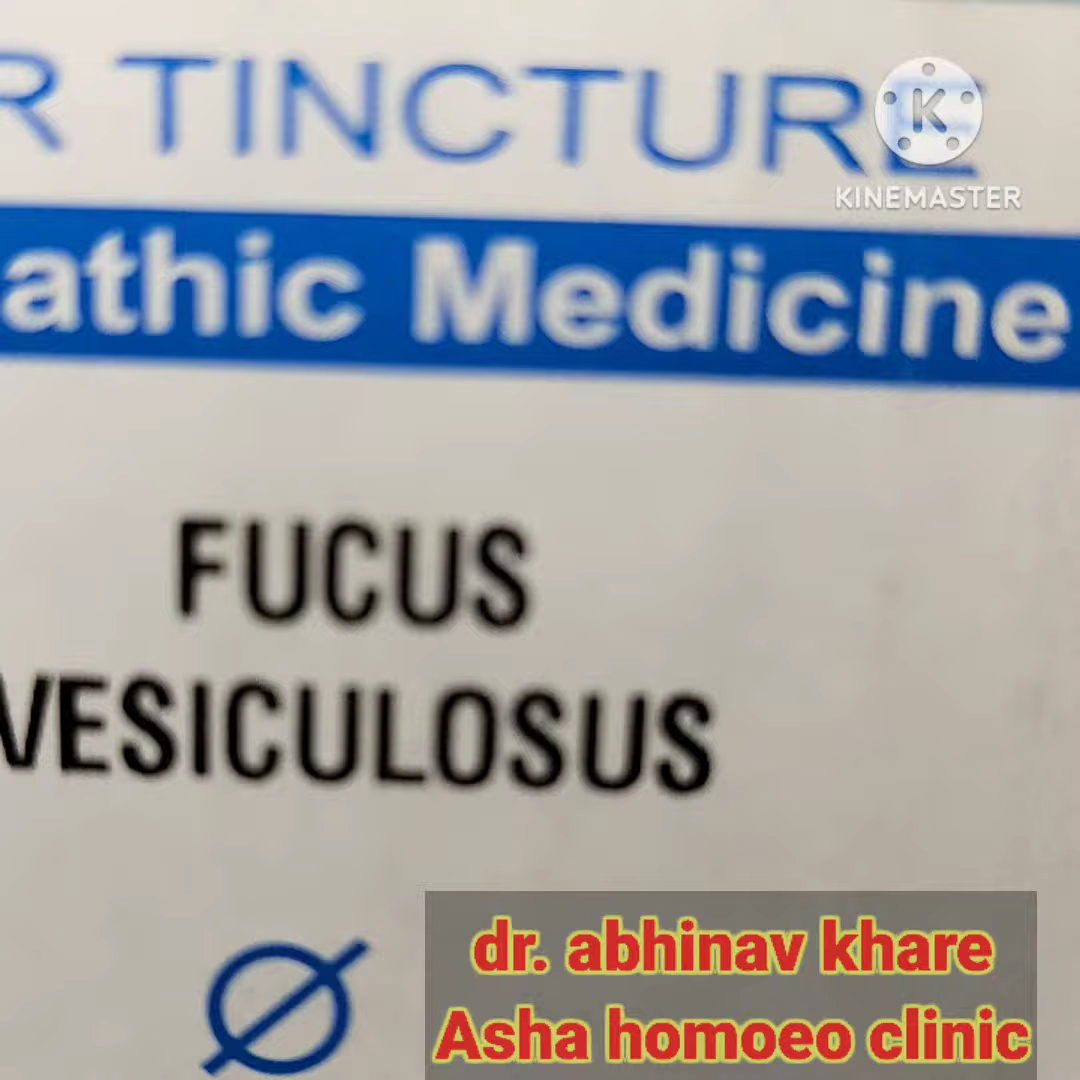 R TINCTURE
K
KINEMASTER
athic Medicine
FUCUS
VESICULOSUS
Ø
dr. abhinav khare
Asha homoeo clinic